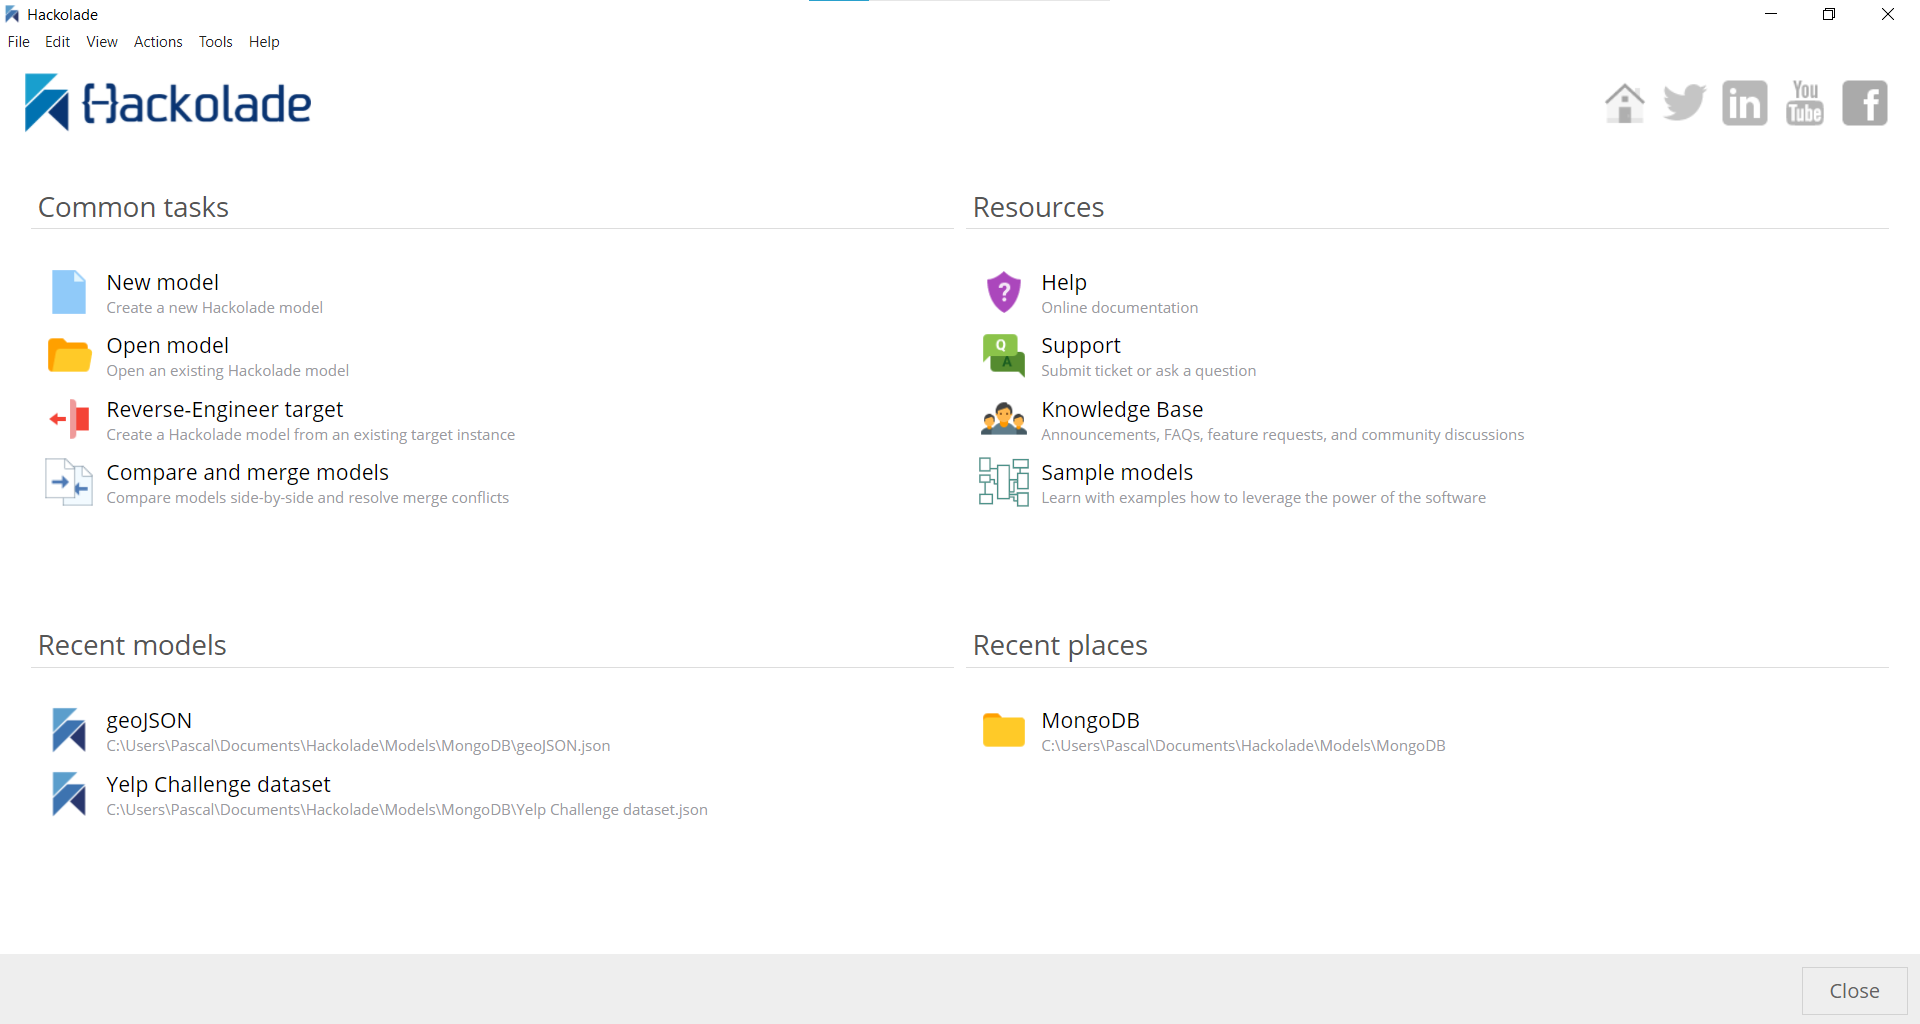 Hackolade
File Edit View Actions Tools Help
Hackolade
in
You
Tube
f
Common tasks
New model
Create a new Hackolade model
Open model
Open an existing Hackolade model
Reverse-Engineer target
Create a Hackolade model from an existing target instance
Compare and merge models
Compare models side-by-side and resolve merge conflicts
Resources
?
Help
Online documentation
Q
A
Support
Submit ticket or ask a question
Knowledge Base
Announcements, FAQs, feature requests, and community discussions
Sample models
Learn with examples how to leverage the power of the software
Recent models
geoJSON
C:\Users\Pascal\Documents\Hackolade\Models\MongoDB\geoJSON.json
Yelp Challenge dataset
C:\Users\Pascal\Documents\Hackolade\Models\MongoDB\Yelp Challenge dataset.json
Recent places
MongoDB
C:\Users\Pascal\Documents\Hackolade\Models\MongoDB
Close